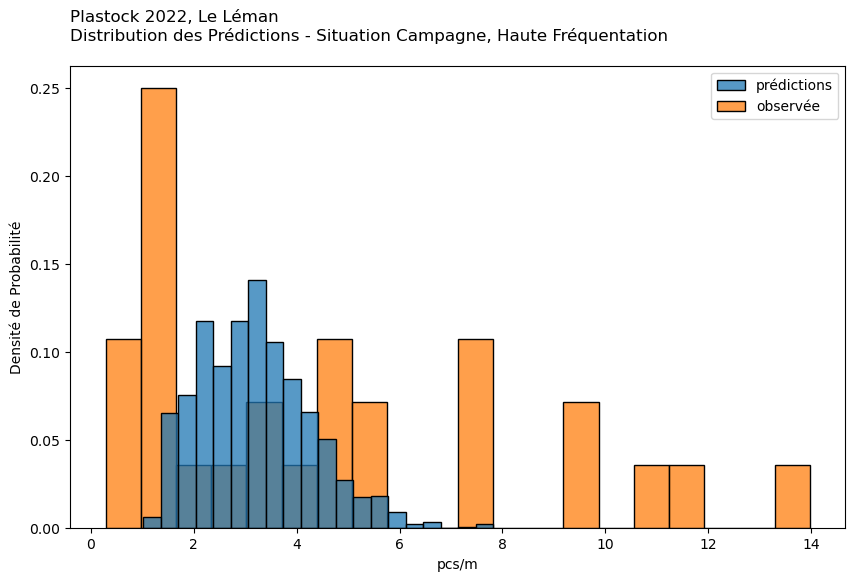 Plastock 2022, Le Léman
Distribution des Prédictions - Situation Campagne, Haute Fréquentation
prédictions
observée
Densité de Probabilité
0.25
0.20
0.15
0.10
0.05
0.00
0 2 4 6 8 10 12 14
pcs/m